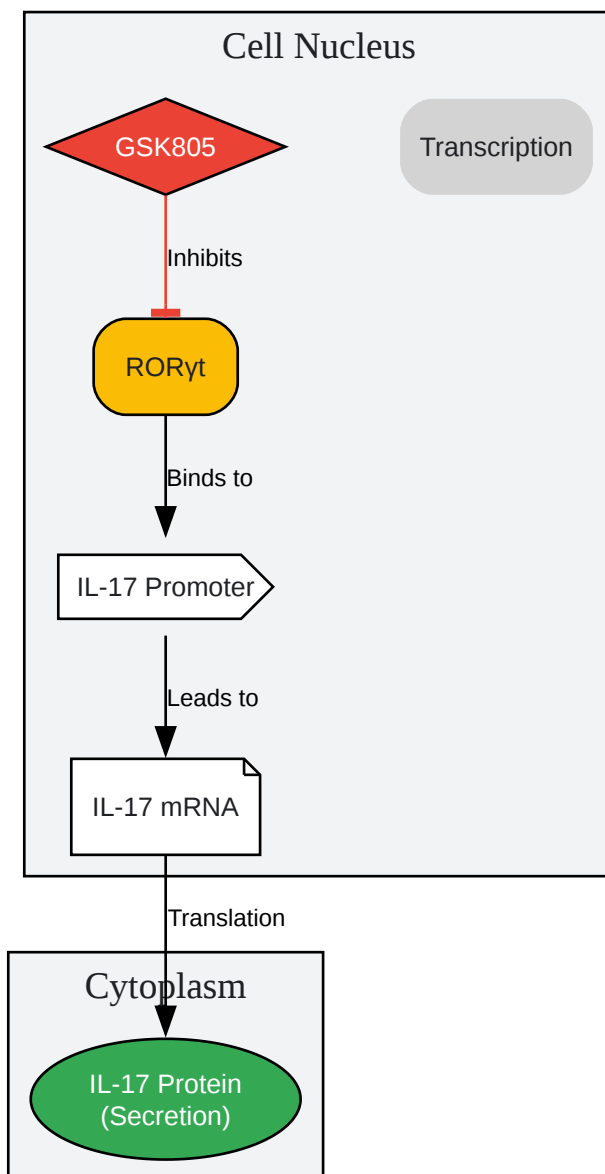 Cell Nucleus
GSK805
Transcription
Inhibits
RORγt
Binds to
IL-17 Promoter
Leads to
IL-17 mRNA
Translation
Cytoplasm
IL-17 Protein
(Secretion)